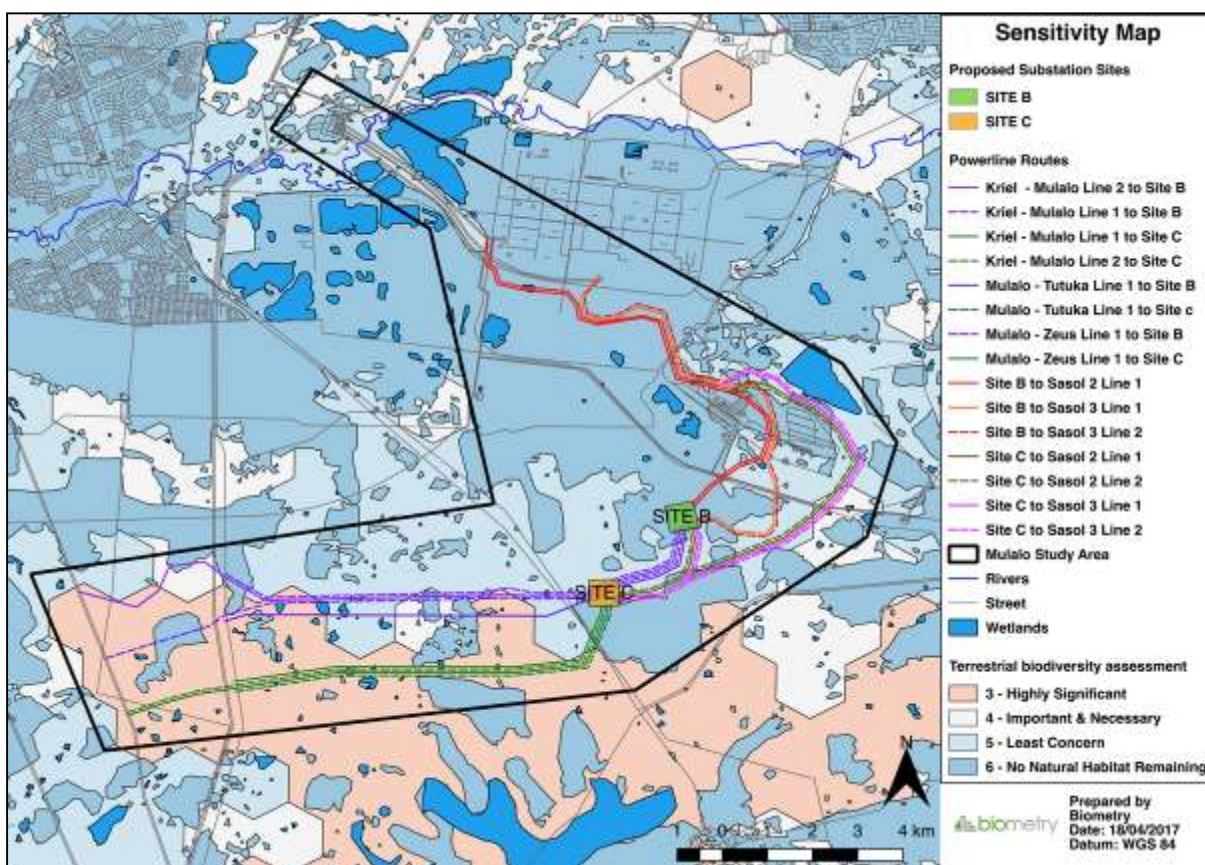 Sensitivity Map
Proposed Substation Sites
SITE B
SITE C
Powerline Routes
Kriel - Mulalo Line 2 to Site B
Kriel - Mulalo Line 1 to Site B
Kriel - Mulalo Line 1 to Site C
Kriel - Mulalo Line 2 to Site C
Mulalo - Tutuka Line 1 to Site B
Mulalo - Tutuka Line 1 to Site c
Mulalo - Zeus Line 1 to Site B
Mulalo - Zeus Line 1 to Site C
Site B to Sasol 2 Line 1
Site B to Sasol 3 Line 1
Site B to Sasol 3 Line 2
Site C to Sasol 2 Line 1
Site C to Sasol 2 Line 2
Site C to Sasol 3 Line 1
Site C to Sasol 3 Line 2
Mulalo Study Area
Rivers
Street
Wetlands
Terrestrial biodiversity assessment
3 - Highly Significant
4 - Important & Necessary
5 - Least Concern
6 - No Natural Habitat Remaining
biometry
Prepared by
Biometry
Date: 18/04/2017
Datum: WGS 84
SITE B
SITE C
N
1 0 1 2 3 4 km